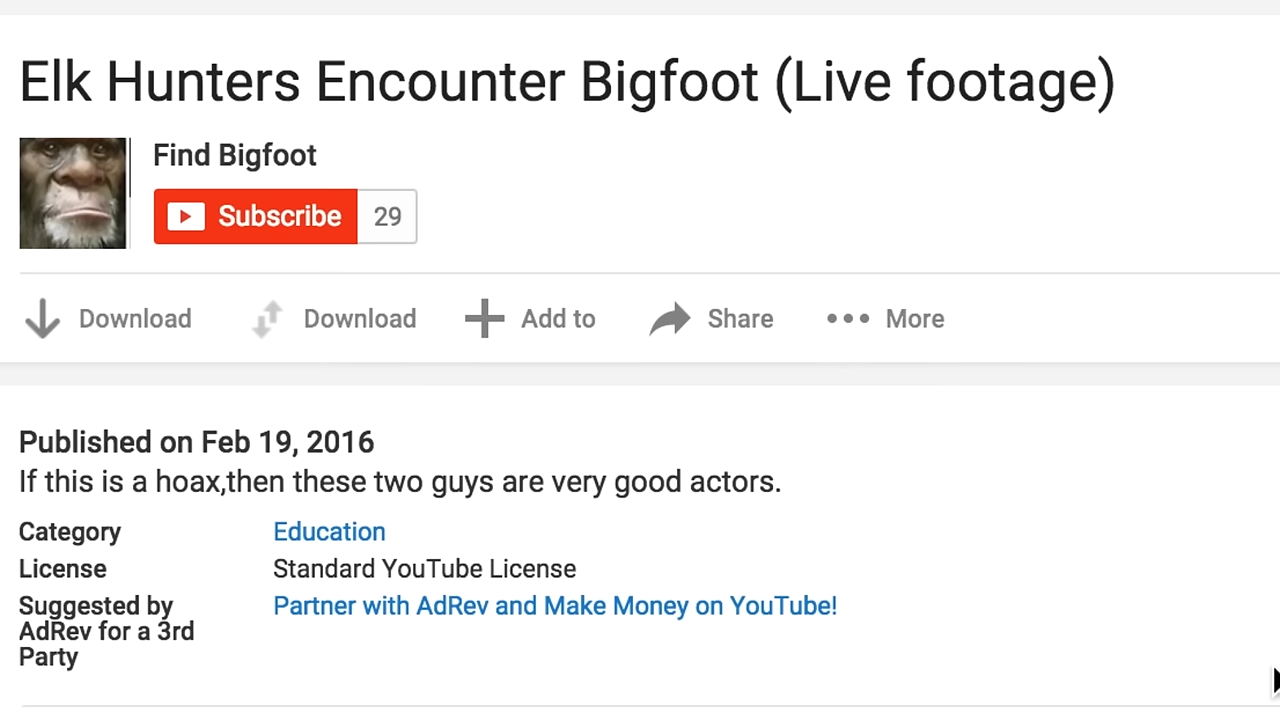 Elk Hunters Encounter Bigfoot (Live footage)
Find Bigfoot
Subscribe 29
Download Download Add to Share More
Published on Feb 19, 2016
If this is a hoax,then these two guys are very good actors.
Category Education
License Standard YouTube License
Suggested by Partner with AdRev and Make Money on YouTube!
AdRev for a 3rd
Party